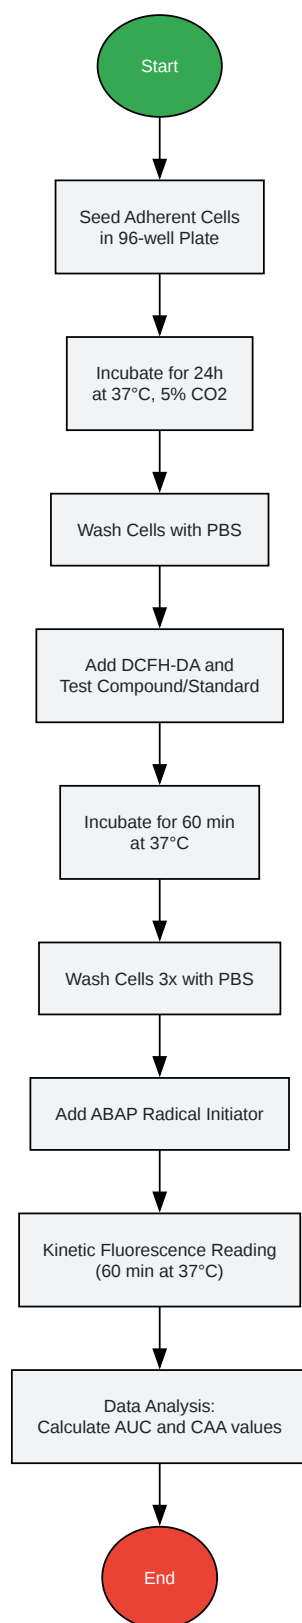 Start
Seed Adherent Cells
in 96-well Plate
Incubate for 24h
at 37°C, 5% CO2
Wash Cells with PBS
Add DCFH-DA and
Test Compound/Standard
Incubate for 60 min
at 37°C
Wash Cells 3x with PBS
Add ABAP Radical Initiator
Kinetic Fluorescence Reading
(60 min at 37°C)
Data Analysis:
Calculate AUC and CAA values
End